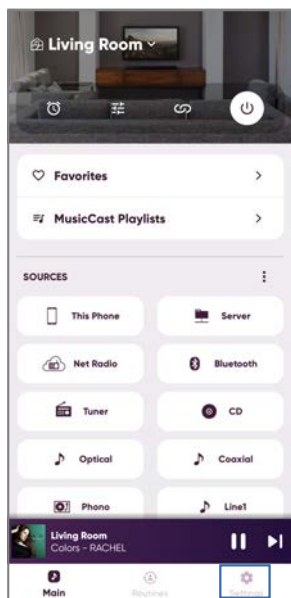 Living Room
Favorites
MusicCast Playlists
SOURCES
This Phone
Server
Net Radio
Bluetooth
Tuner
CD
Optical
Coaxial
Phono
Line1
Living Room
Colors - RACHEL
Main
Routines
Settings